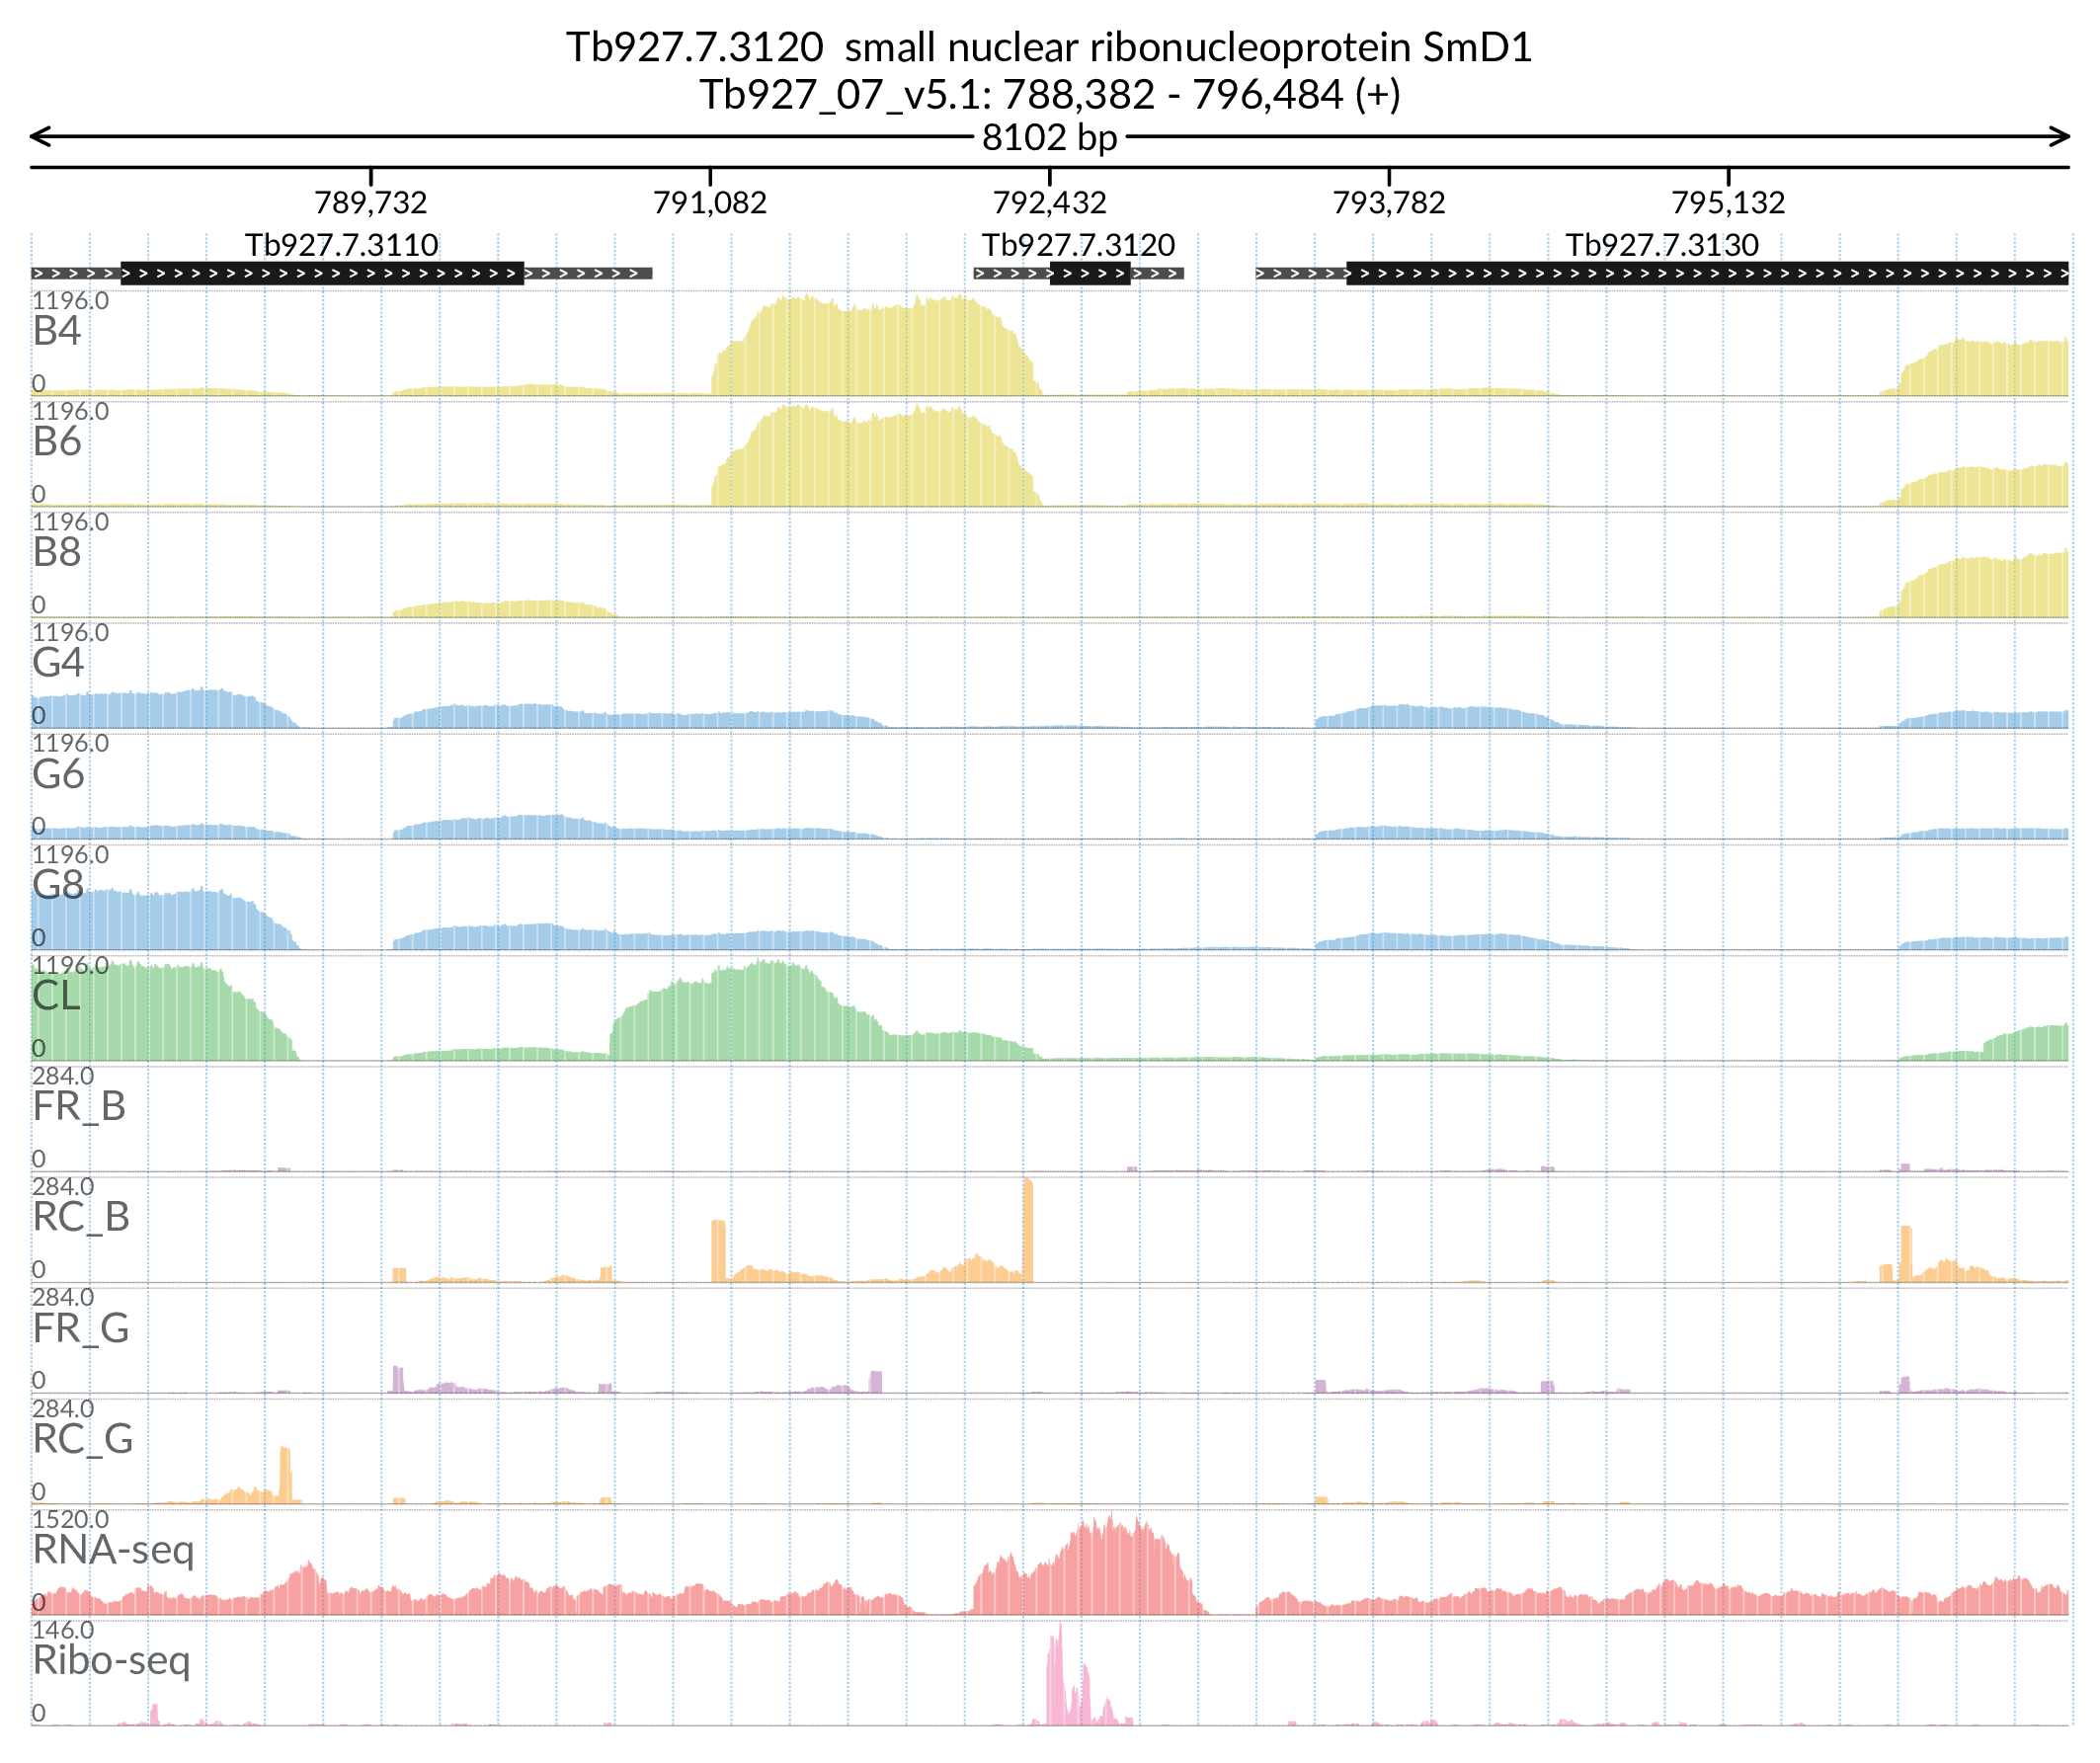 Tb927.7.3120  small nuclear ribonucleoprotein SmD1
Tb927_07_v5.1: 788,382 - 796,484 (+)
8102 bp
789,732 791,082 792,432 793,782 795,132
Tb927.7.3110 Tb927.7.3120 Tb927.7.3130
1196.0
B4
0
1196.0
B6
0
1196.0
B8
0
1196.0
G4
0
1196.0
G6
0
1196.0
G8
0
1196.0
CL
0
284.0
FR_B
0
284.0
RC_B
0
284.0
FR_G
0
284.0
RC_G
0
1520.0
RNA-seq
0
146.0
Ribo-seq
0